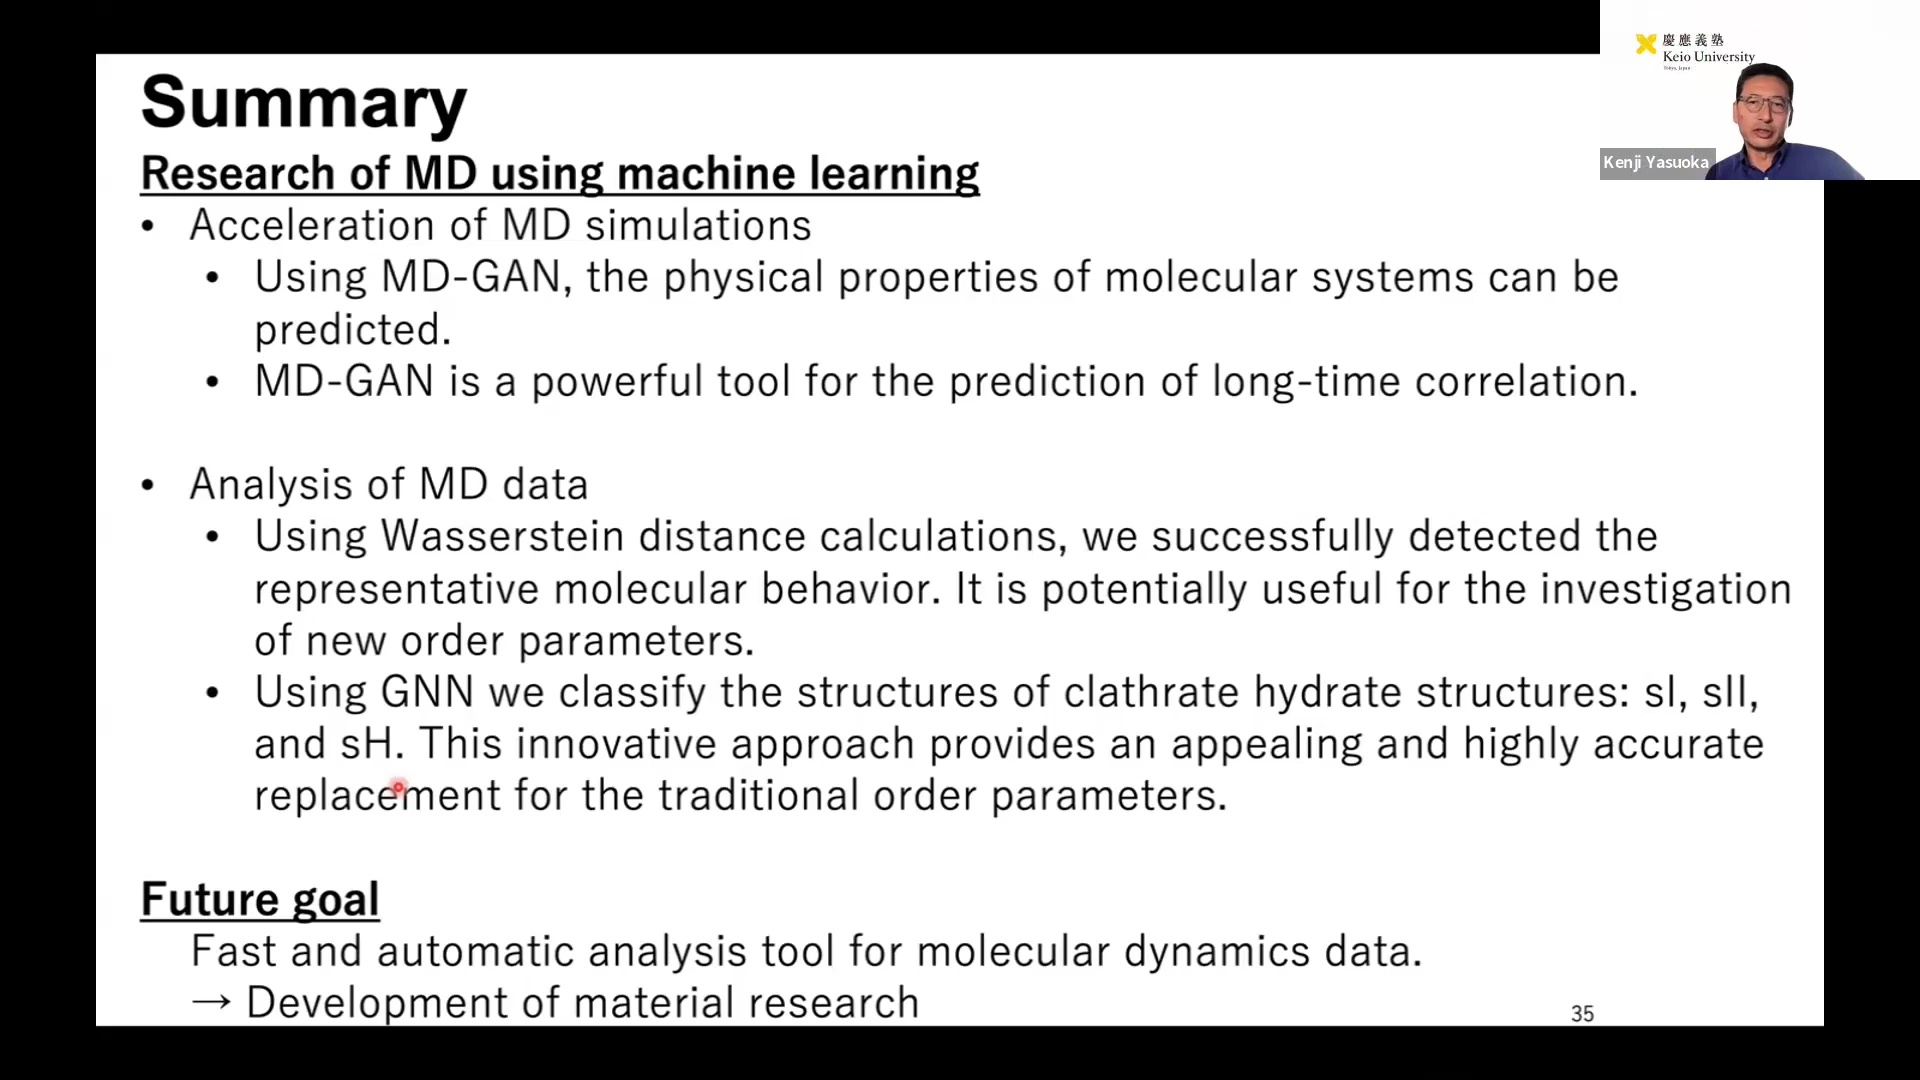 Summary
Research of MD using machine learning
• Acceleration of MD simulations
• Using MD-GAN, the physical properties of molecular systems can be
predicted.
• MD-GAN is a powerful tool for the prediction of long-time correlation.
• Analysis of MD data
• Using Wasserstein distance calculations, we successfully detected the
representative molecular behavior. It is potentially useful for the investigation
of new order parameters.
• Using GNN we classify the structures of clathrate hydrate structures: sI, sII,
and sH. This innovative approach provides an appealing and highly accurate
replacement for the traditional order parameters.
Future goal
Fast and automatic analysis tool for molecular dynamics data.
→ Development of material research
35
慶應義塾
Keio University
Tokyo, Japan
Kenji Yasuoka